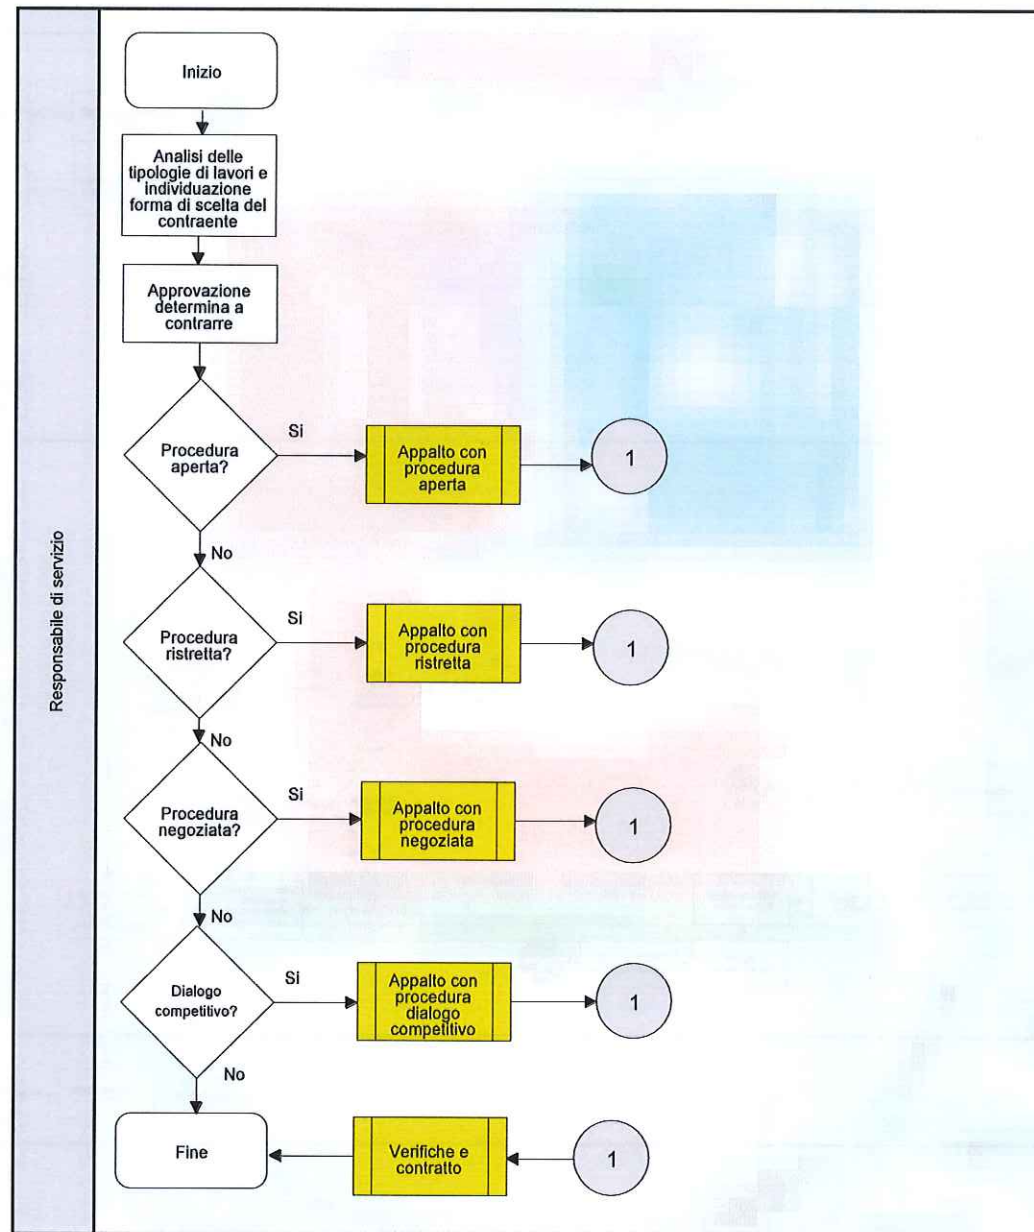 Responsabile di servizio
Inizio
Analisi delle
tipologie di lavori e
individuazione
forma di scelta del
contraente
Approvazione
determina a
contrarre
Procedura
aperta?
Si
Appalto con
procedura
aperta
1
No
Procedura
ristretta?
Si
Appalto con
procedura
ristretta
1
No
Procedura
negoziata?
Si
Appalto con
procedura
negoziata
1
No
Dialogo
competitivo?
Si
Appalto con
procedura
dialogo
competitivo
1
No
Fine
Verifiche e
contratto
1